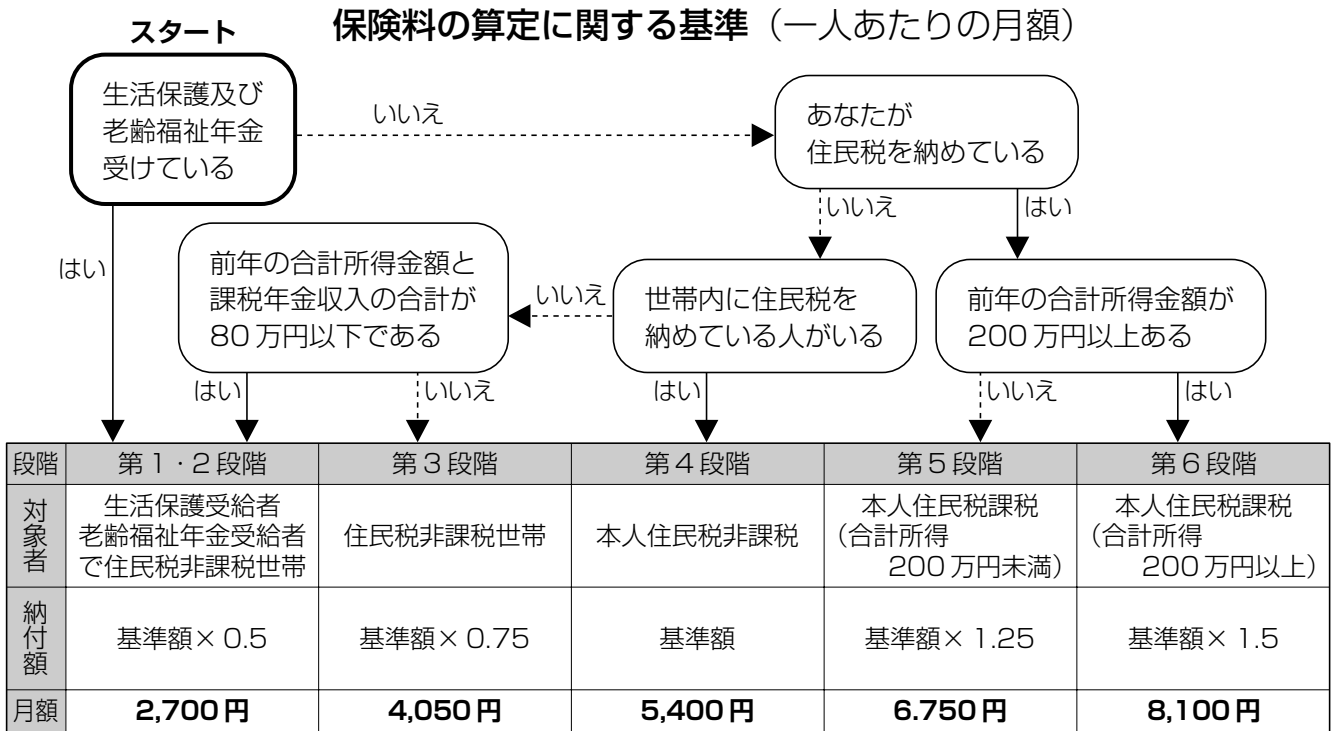 保険料の算定に関する基準（一人あたりの月額）
スタート
生活保護及び
老齢福祉年金
受けている
いいえ
あなたが
住民税を納めている
いいえ
はい
はい
前年の合計所得金額と
課税年金収入の合計が
80万円以下である
いいえ
世帯内に住民税を
納めている人がいる
前年の合計所得金額が
200万円以上ある
はい
いいえ
はい
いいえ
はい
段階
第1・2段階
第3段階
第4段階
第5段階
第6段階
対象者
生活保護受給者
老齢福祉年金受給者
で住民税非課税世帯
住民税非課税世帯
本人住民税非課税
本人住民税課税
（合計所得
200万円未満）
本人住民税課税
（合計所得
200万円以上）
納付額
基準額×0.5
基準額×0.75
基準額
基準額×1.25
基準額×1.5
月額
2,700円
4,050円
5,400円
6.750円
8,100円